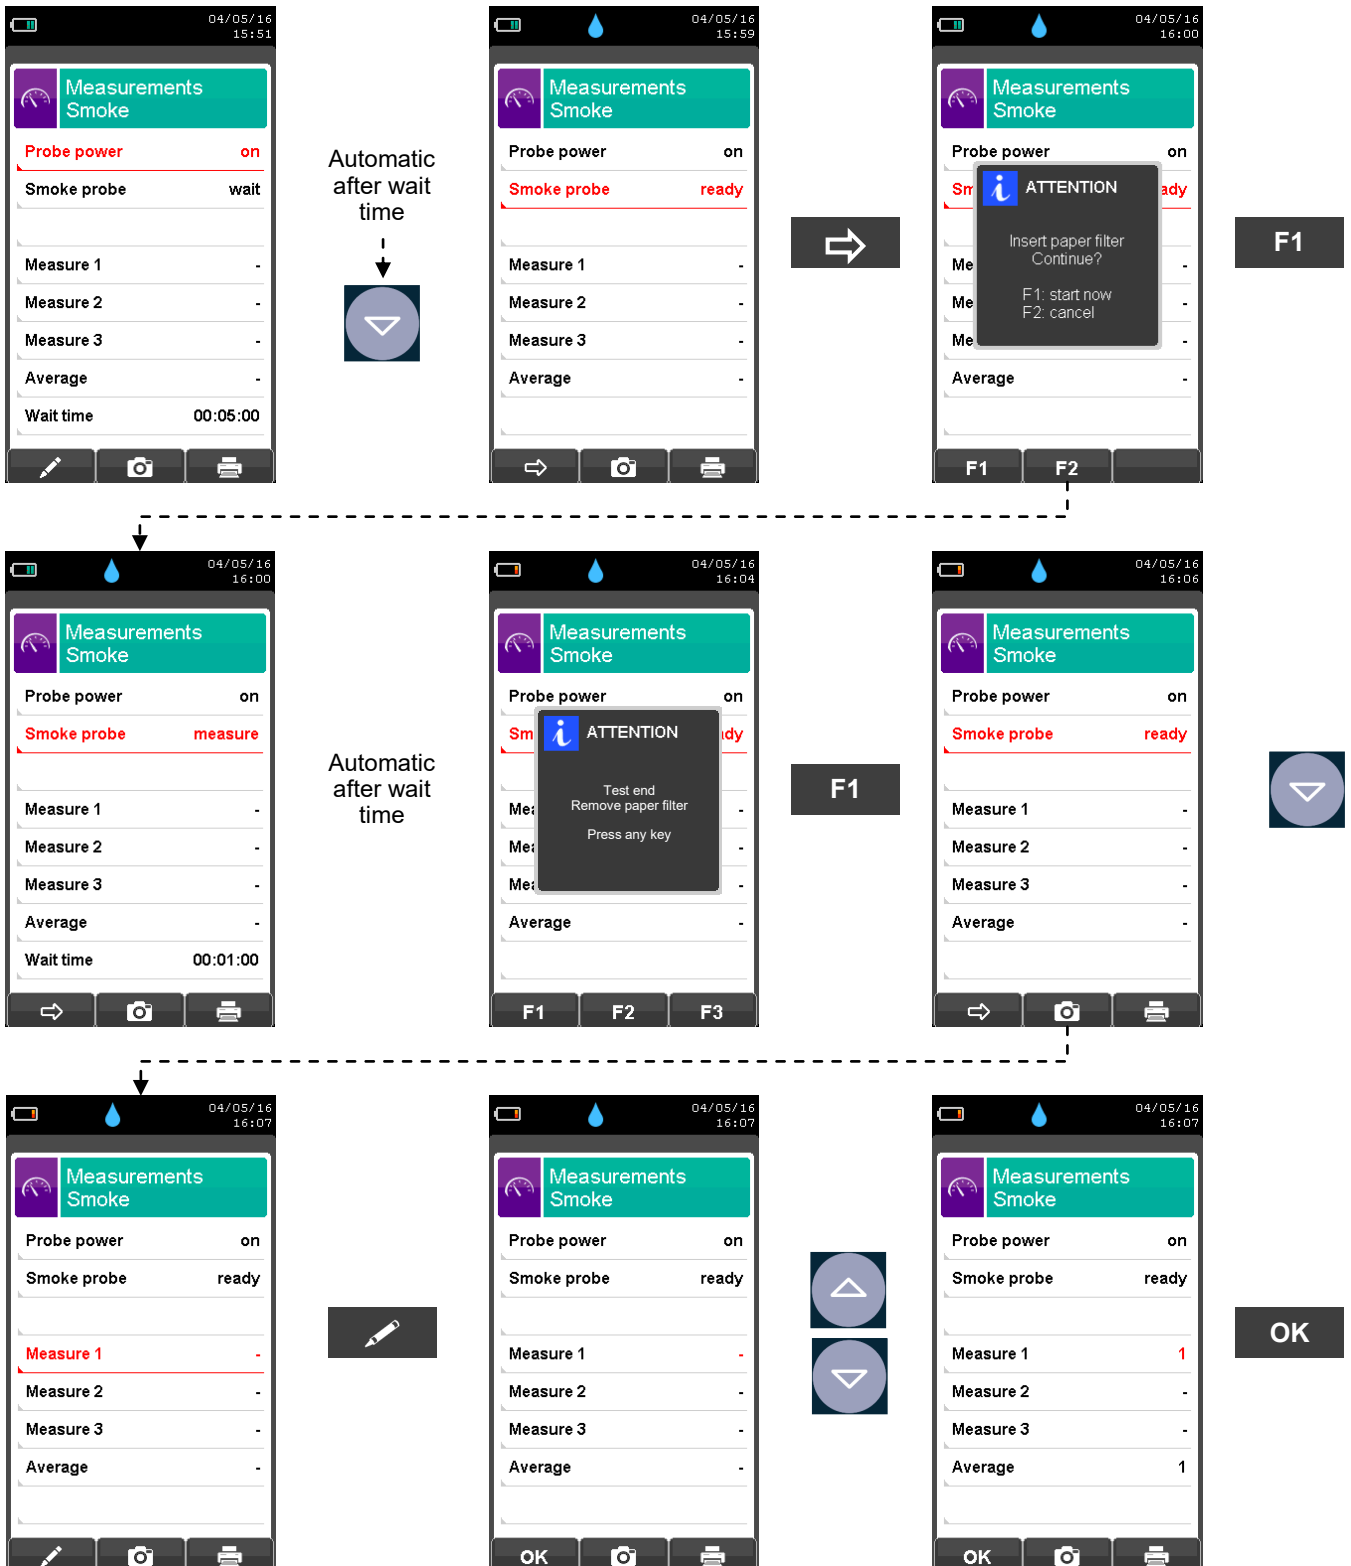 04/05/16
15:51
Measurements
Smoke
Probe power on
Smoke probe wait
Measure 1 -
Measure 2 -
Measure 3 -
Average -
Wait time 00:05:00
Automatic
after wait
time
04/05/16
15:59
Measurements
Smoke
Probe power on
Smoke probe ready
Measure 1 -
Measure 2 -
Measure 3 -
Average -
04/05/16
16:00
Measurements
Smoke
Probe power on
Sm ady
ATTENTION
Insert paper filter
Continue?
F1: start now
F2: cancel
Me -
Me -
Me -
Average -
F1 F2
F1
04/05/16
16:00
Measurements
Smoke
Probe power on
Smoke probe measure
Measure 1 -
Measure 2 -
Measure 3 -
Average -
Wait time 00:01:00
Automatic
after wait
time
04/05/16
16:04
Measurements
Smoke
Probe power on
Sm ady
ATTENTION
Test end
Remove paper filter
Press any key
Mea -
Mea -
Mea -
Average -
F1 F2 F3
F1
04/05/16
16:06
Measurements
Smoke
Probe power on
Smoke probe ready
Measure 1 -
Measure 2 -
Measure 3 -
Average -
04/05/16
16:07
Measurements
Smoke
Probe power on
Smoke probe ready
Measure 1 -
Measure 2 -
Measure 3 -
Average -
04/05/16
16:07
Measurements
Smoke
Probe power on
Smoke probe ready
Measure 1 -
Measure 2 -
Measure 3 -
Average -
OK
04/05/16
16:07
Measurements
Smoke
Probe power on
Smoke probe ready
Measure 1 1
Measure 2 -
Measure 3 -
Average 1
OK
OK